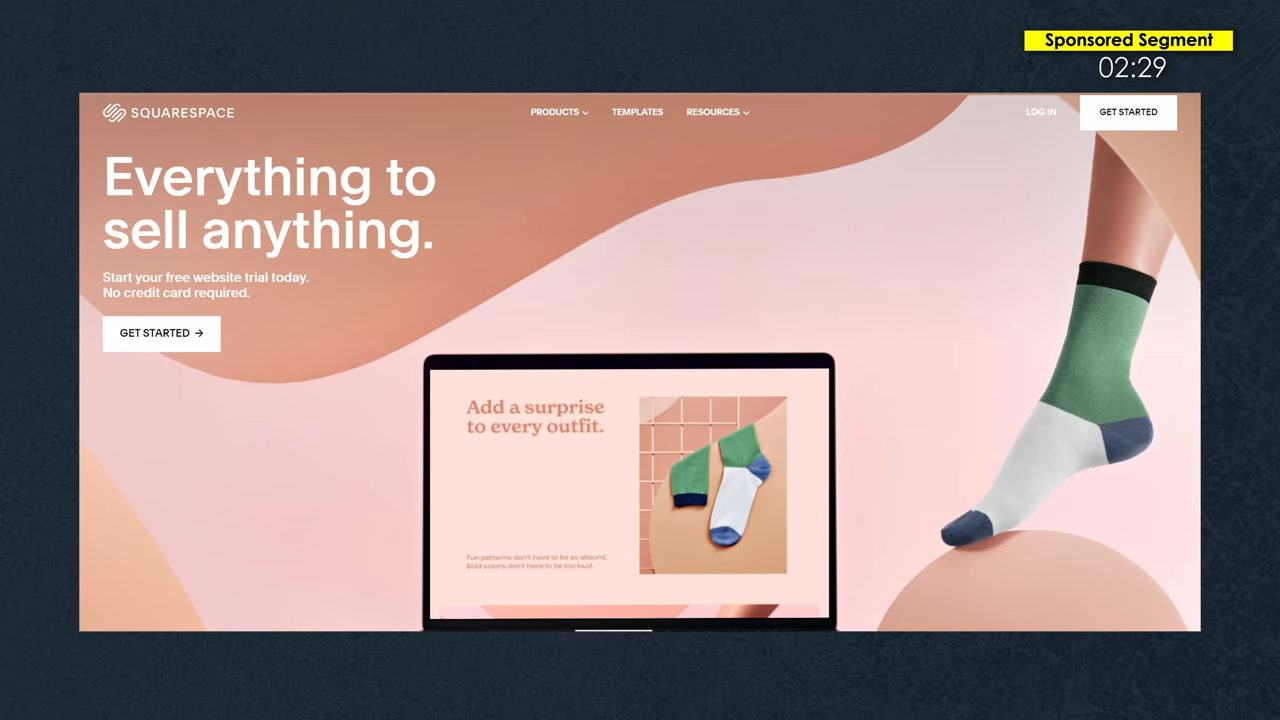 Sponsored Segment
02:29
SQUARESPACE
PRODUCTS
TEMPLATES
RESOURCES
LOG IN
GET STARTED
Everything to
sell anything.
Start your free website trial today.
No credit card required.
GET STARTED →
Add a surprise
to every outfit.
Fun patterns don't have to be so absurd.
Bold colors don't have to be too loud.